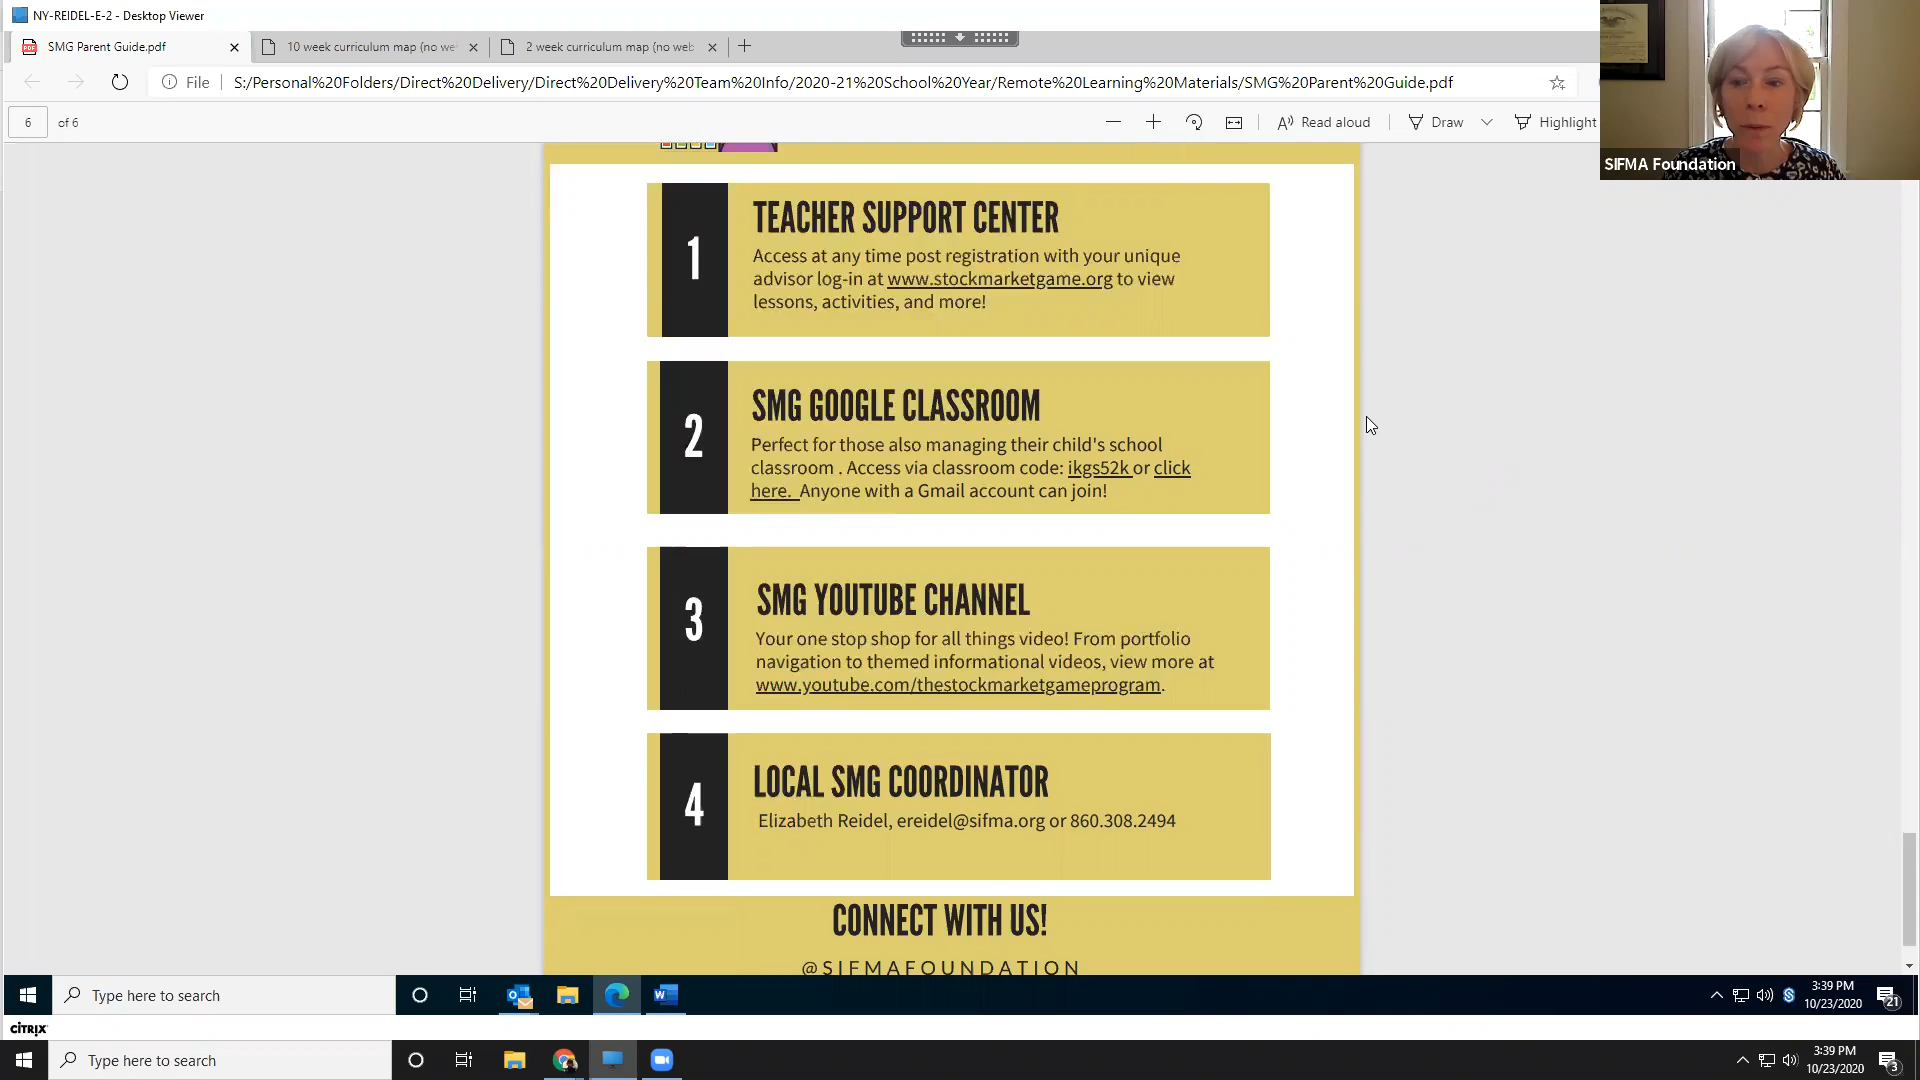 NY-REIDEL-E-2 - Desktop Viewer
SMG Parent Guide.pdf
10 week curriculum map (no we
2 week curriculum map (no web
File
S:/Personal%20Folders/Direct%20Delivery/Direct%20Delivery%20Team%20Info/2020-21%20School%20Year/Remote%20Learning%20Materials/SMG%20Parent%20Guide.pdf
6 of 6
Read aloud
Draw
Highlight
SIFMA Foundation
1
TEACHER SUPPORT CENTER
Access at any time post registration with your unique
advisor log-in at www.stockmarketgame.org to view
lessons, activities, and more!
2
SMG GOOGLE CLASSROOM
Perfect for those also managing their child's school
classroom . Access via classroom code: ikgs52k or click
here. Anyone with a Gmail account can join!
3
SMG YOUTUBE CHANNEL
Your one stop shop for all things video! From portfolio
navigation to themed informational videos, view more at
www.youtube.com/thestockmarketgameprogram.
4
LOCAL SMG COORDINATOR
Elizabeth Reidel, ereidel@sifma.org or 860.308.2494
CONNECT WITH US!
@SIFMAFOUNDATION
Type here to search
3:39 PM
10/23/2020
21
CITRIX
Type here to search
3:39 PM
10/23/2020
3